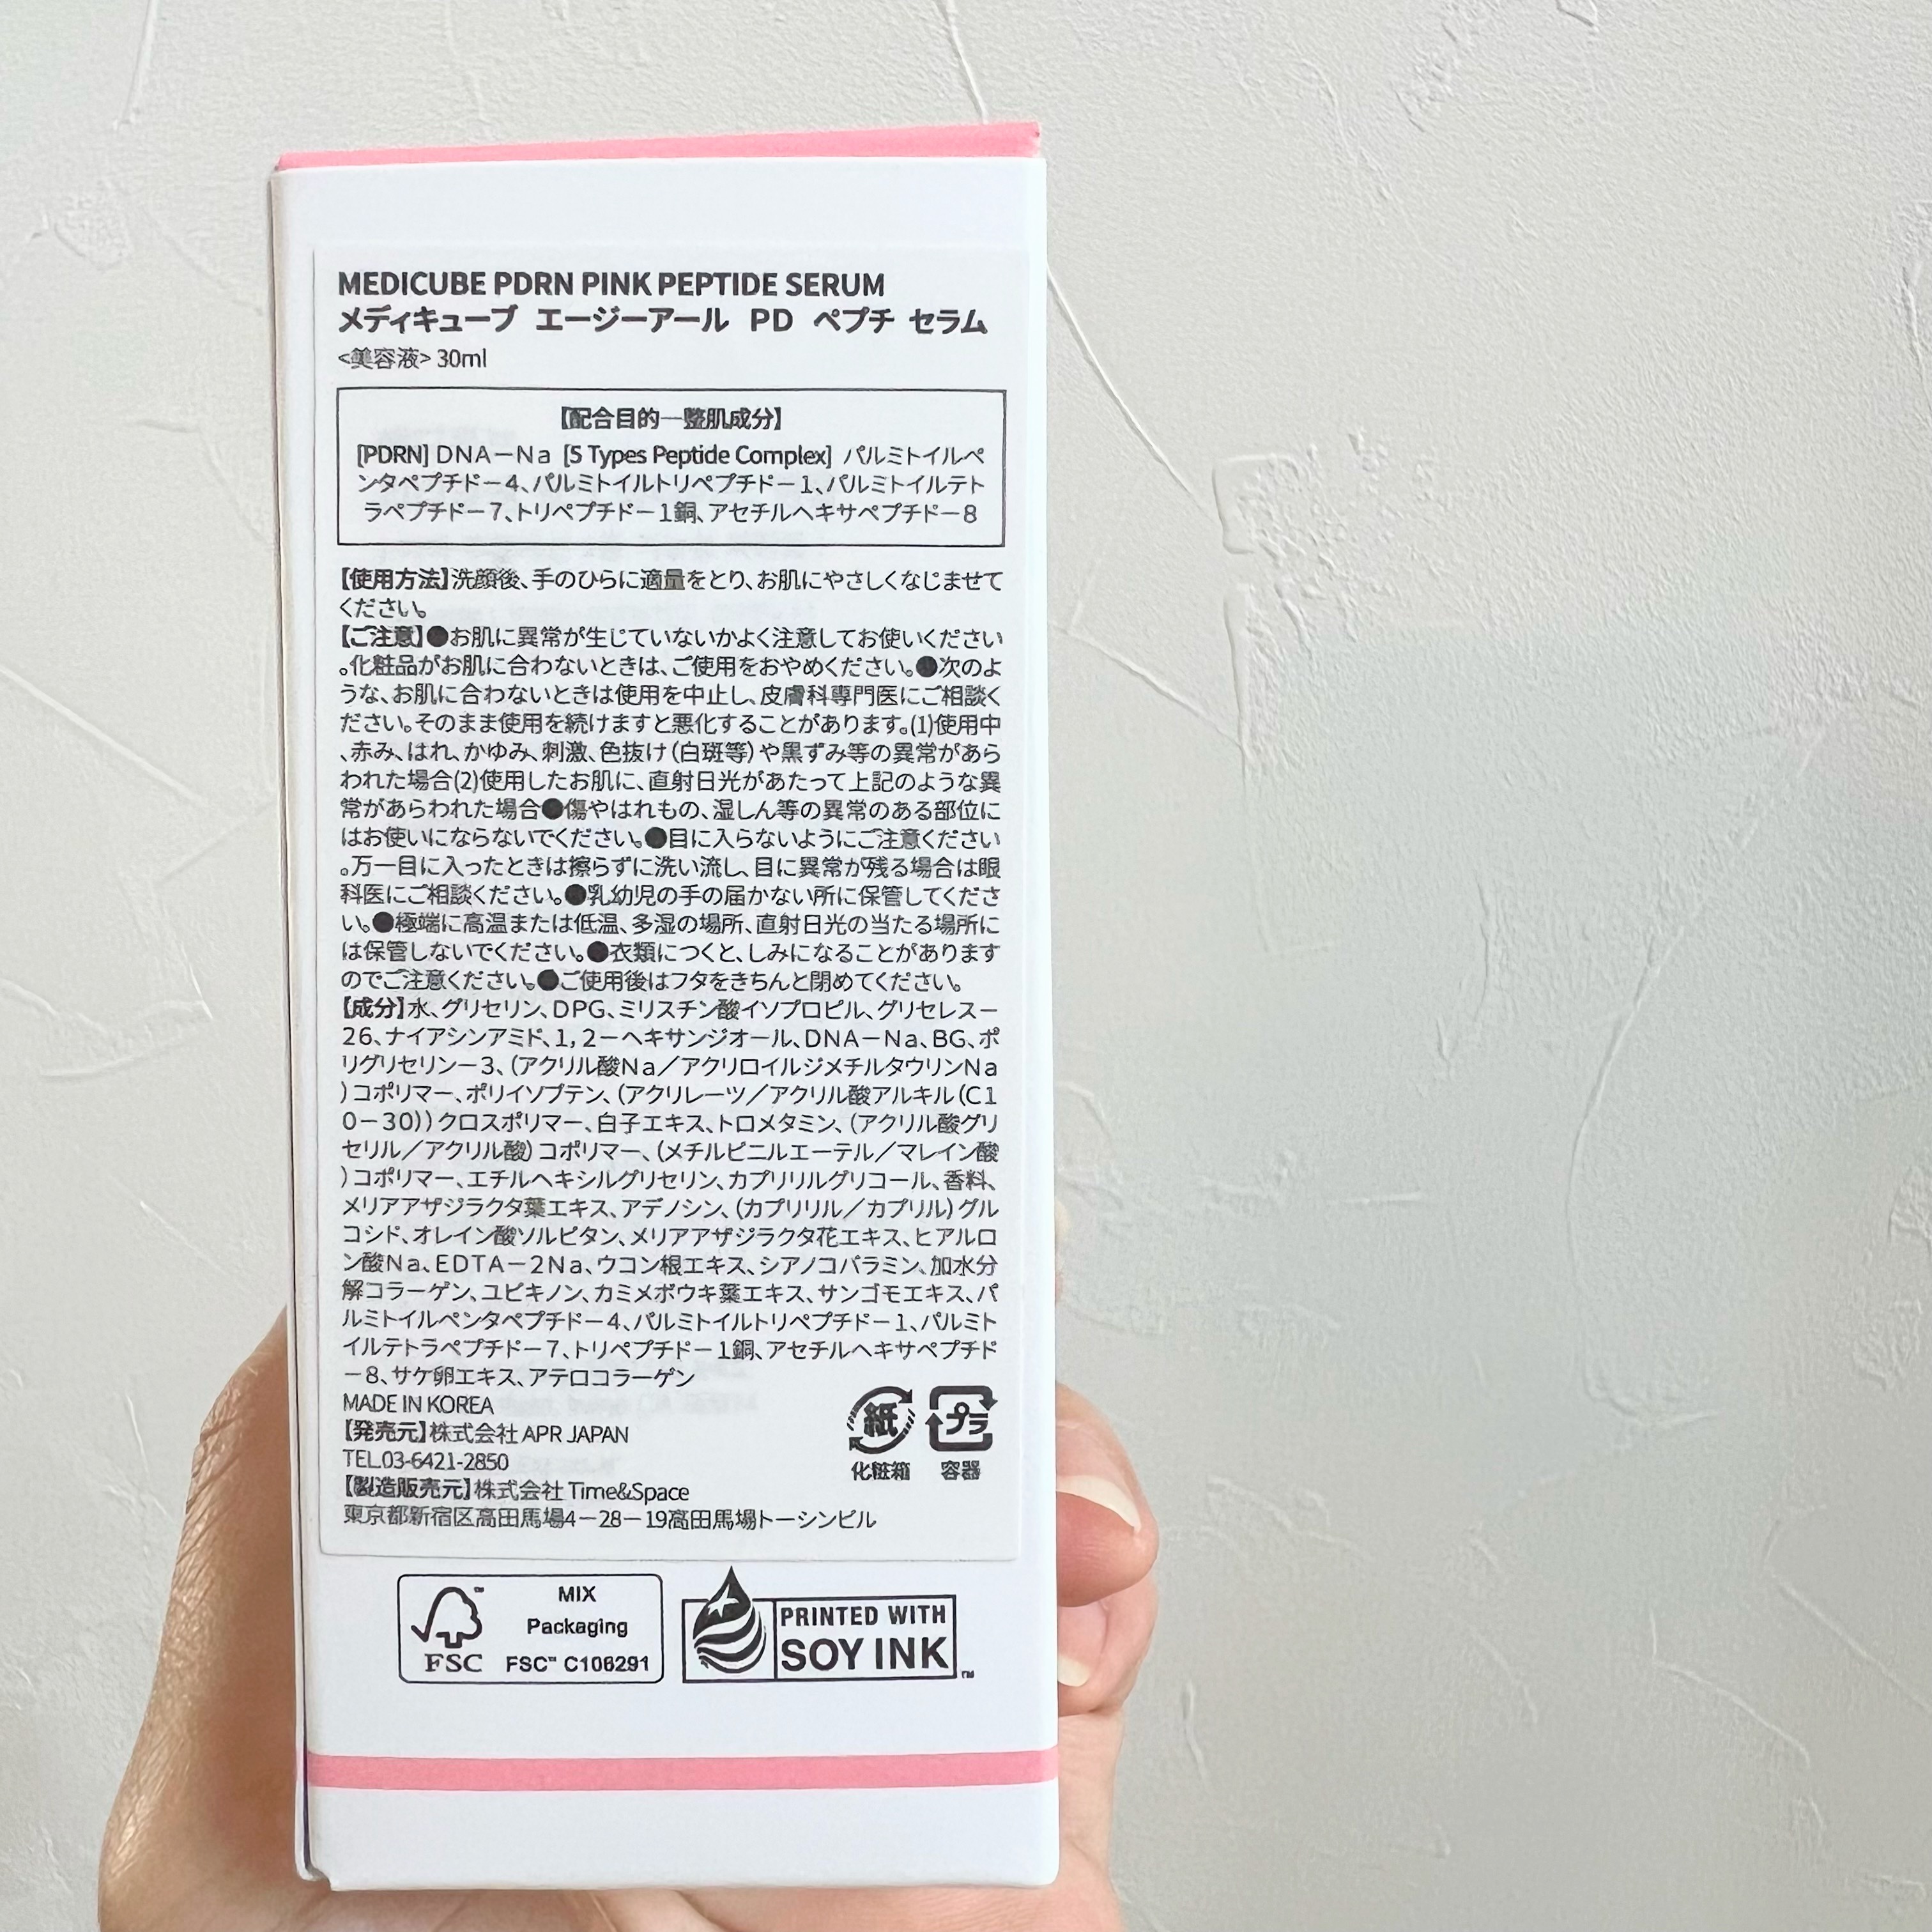 MEDICUBE PDRN PINK PEPTIDE SERUM
メディキューブ エージーアール PD ペプチ セラム
<美容液> 30ml
【配合目的―整肌成分】
[PDRN] DNA－Na [5 Types Peptide Complex] パルミトイルペ
ンタペプチド－4、パルミトイルトリペプチド－1、パルミトイルテト
ラペプチド－7、トリペプチド－1銅、アセチルヘキサペプチド－8
【使用方法】洗顔後、手のひらに適量をとり、お肌にやさしくなじませて
ください。
【ご注意】●お肌に異常が生じていないかよく注意してお使いください
。化粧品がお肌に合わないときは、ご使用をおやめください。●次のよ
うな、お肌に合わないときは使用を中止し、皮膚科専門医にご相談く
ださい。そのまま使用を続けますと悪化することがあります。(1)使用中
、赤み、はれ、かゆみ、刺激、色抜け(白斑等)や黒ずみ等の異常があら
われた場合(2)使用したお肌に、直射日光があたって上記のような異
常があらわれた場合●傷やはれもの、湿しん等の異常のある部位に
はお使いにならないでください。●目に入らないようにご注意ください
。万一目に入ったときは擦らずに洗い流し、目に異常が残る場合は眼
科医にご相談ください。●乳幼児の手の届かない所に保管してくださ
い。●極端に高温または低温、多湿の場所、直射日光の当たる場所に
は保管しないでください。●衣類につくと、しみになることがあります
のでご注意ください。●ご使用後はフタをきちんと閉めてください。
【成分】水、グリセリン、DPG、ミリスチン酸イソプロピル、グリセレス－
26、ナイアシンアミド、1,2－ヘキサンジオール、DNA－Na、BG、ポ
リグリセリン－3、(アクリル酸Na／アクリロイルジメチルタウリンNa
)コポリマー、ポリイソブテン、(アクリレーツ／アクリル酸アルキル(C1
0－30))クロスポリマー、白子エキス、トロメタミン、(アクリル酸グリ
セリル／アクリル酸)コポリマー、(メチルビニルエーテル／マレイン酸
)コポリマー、エチルヘキシルグリセリン、カプリリルグリコール、香料、
メリアアザジラクタ葉エキス、アデノシン、(カプリリル／カプリル)グル
コシド、オレイン酸ソルビタン、メリアアザジラクタ花エキス、ヒアルロ
ン酸Na、EDTA－2Na、ウコン根エキス、シアノコバラミン、加水分
解コラーゲン、ユビキノン、カミメボウキ葉エキス、サンゴモエキス、パ
ルミトイルペンタペプチド－4、パルミトイルトリペプチド－1、パルミト
イルテトラペプチド－7、トリペプチド－1銅、アセチルヘキサペプチド
－8、サケ卵エキス、アテロコラーゲン
MADE IN KOREA
【発売元】株式会社 APR JAPAN
TEL.03-6421-2850
【製造販売元】株式会社 Time&Space
東京都新宿区高田馬場4－28－19高田馬場トーシンビル
紙
化粧箱
プラ
容器
FSC™
MIX
Packaging
FSC™ C106291
PRINTED WITH
SOY INK™